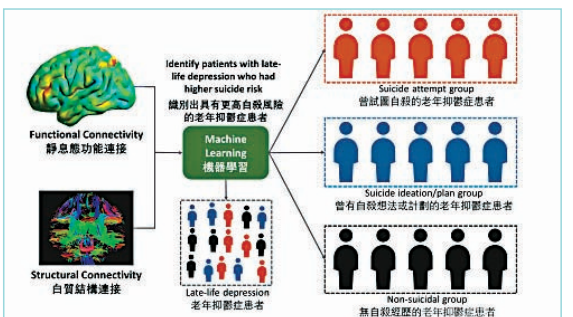 Identify patients with late-
life depression who had
higher suicide risk
識別出具有更高自殺風險
的老年抑鬱症患者
Functional Connectivity
靜息態功能連接
Machine
Learning
機器學習
Structural Connectivity
白質結構連接
Late-life depression
老年抑鬱症患者
Suicide attempt group
曾試圖自殺的老年抑鬱症患者
Suicide ideation/plan group
曾有自殺想法或計劃的老年抑鬱症患者
Non-suicidal group
無自殺經歷的老年抑鬱症患者